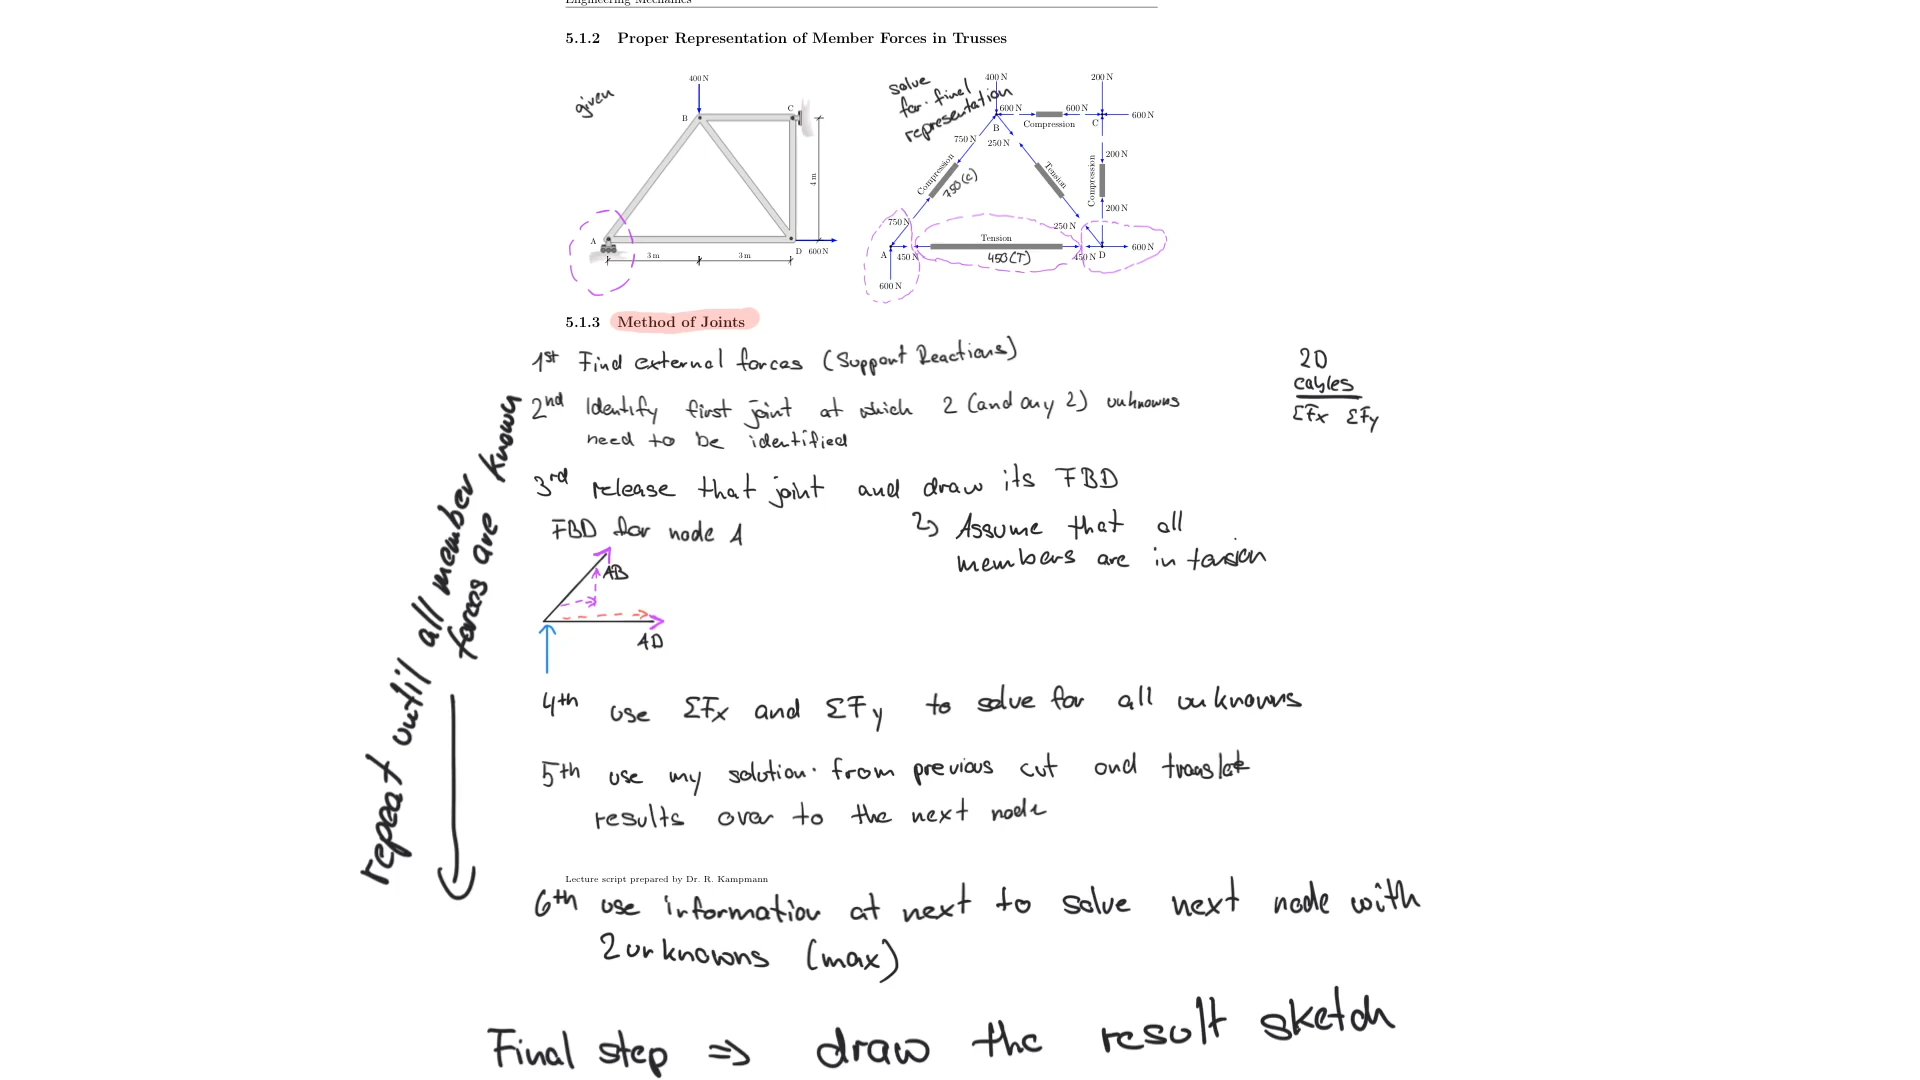 Engineering Mechanics
5.1.2 Proper Representation of Member Forces in Trusses
given
400 N
B
C
4 m
A
D
600 N
3 m
3 m
solve
for final
representation
400 N
200 N
600 N
600 N
600 N
B
Compression
C
750 N
250 N
Compression
750 (C)
Tension
Compression
200 N
200 N
750 N
250 N
Tension
600 N
A
450 N
450 (T)
450 N
D
600 N
5.1.3 Method of Joints
1st Find external forces (Support Reactions)
2D
cables
ΣFx ΣFy
2nd Identify first joint at which 2 (and only 2) unknowns
need to be identified
3rd release that joint and draw its FBD
FBD for node A
2) Assume that all
members are in tension
AB
AD
4th use ΣFx and ΣFy to solve for all unknowns
5th use my solution from previous cut and translate
results over to the next node
Lecture script prepared by Dr. R. Kampmann
6th use information at next to solve next node with
2 unknowns (max)
repeat until all member
forces are known
Final step ⇒ draw the result sketch